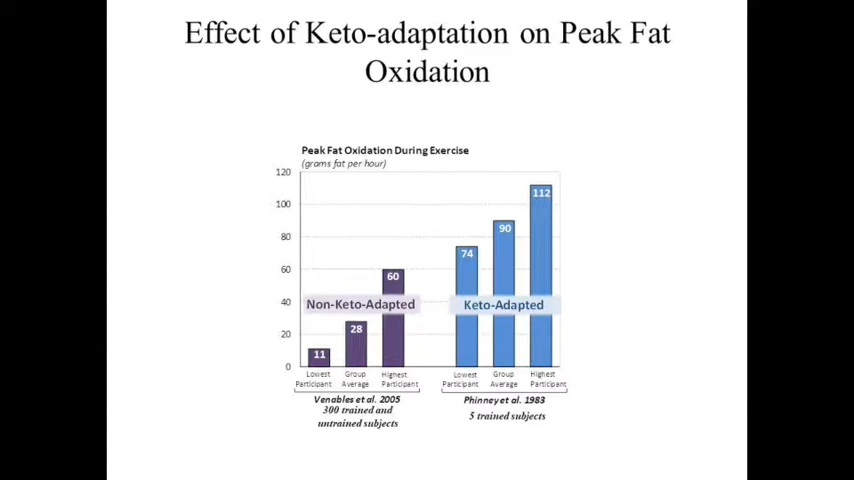 Effect of Keto-adaptation on Peak Fat
Oxidation
Peak Fat Oxidation During Exercise
(grams fat per hour)
120
100
80
60
40
20
0
11
28
60
74
90
112
Non-Keto-Adapted
Keto-Adapted
Lowest Participant
Group Average
Highest Participant
Lowest Participant
Group Average
Highest Participant
Venables et al. 2005
300 trained and
untrained subjects
Phinney et al. 1983
5 trained subjects